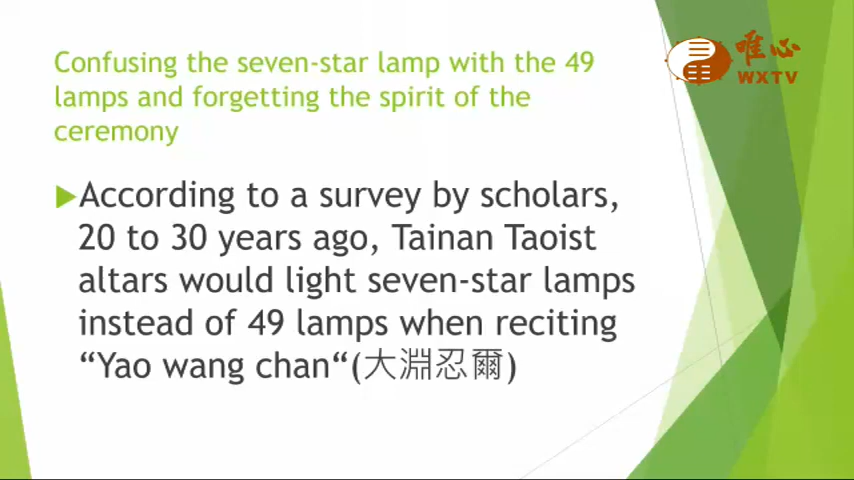 Confusing the seven-star lamp with the 49
lamps and forgetting the spirit of the
ceremony
唯心
WXTV
According to a survey by scholars,
20 to 30 years ago, Tainan Taoist
altars would light seven-star lamps
instead of 49 lamps when reciting
“Yao wang chan“(大淵忍爾)